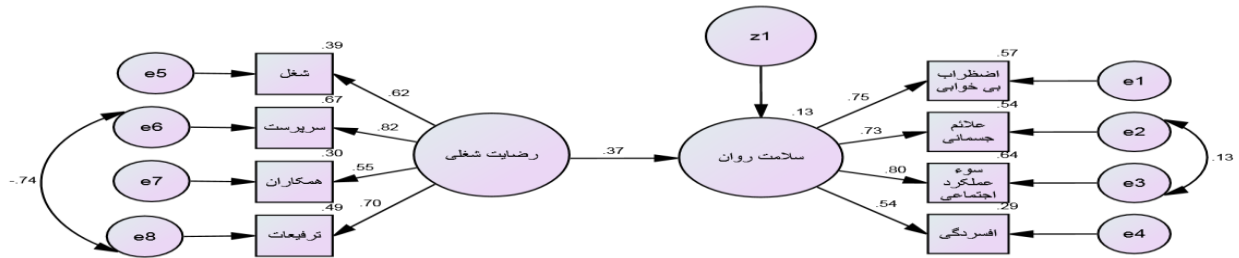 z1
.39
.57
e5
شغل
اضطراب
بی خوابی
e1
.62
.75
.67
.13
.54
e6
سرپرست
.82
.73
علائم
جسمانی
e2
رضایت شغلی
.37
سلامت روان
-.74
.30
.64
.13
e7
همکاران
.55
.80
سوء
عملکرد
اجتماعی
e3
.49
.70
.54
.29
e8
ترفیعات
افسردگی
e4